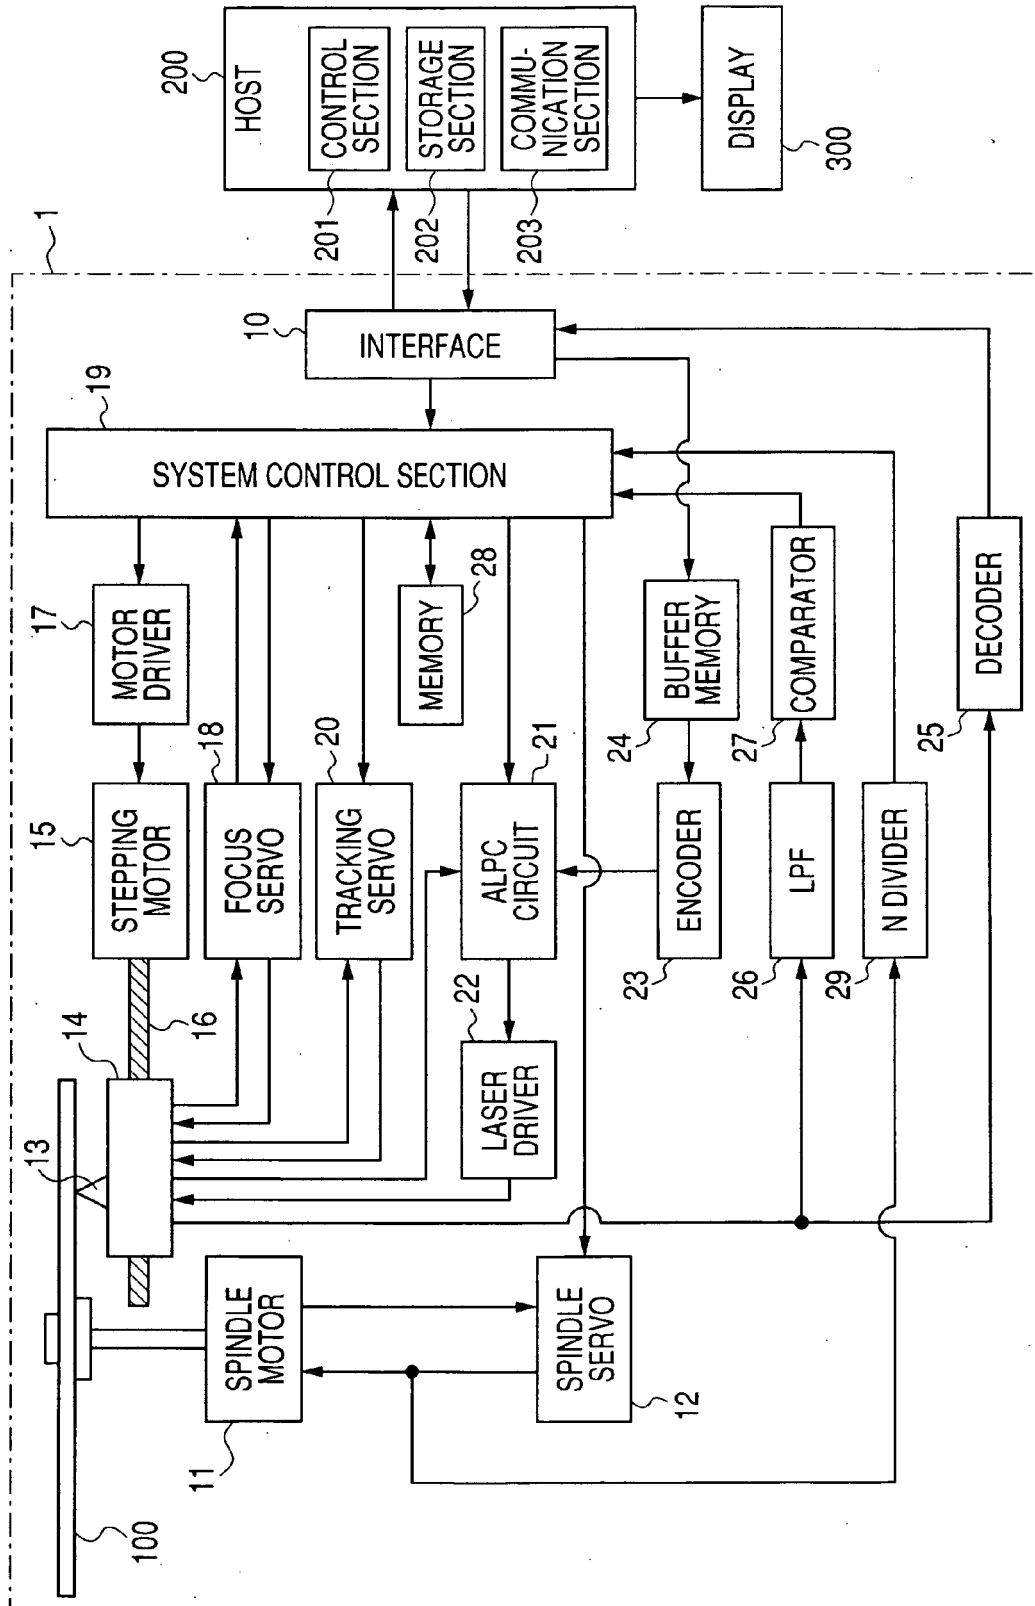 100
13
14
16
15
STEPPING
MOTOR
17
MOTOR
DRIVER
19
SYSTEM CONTROL SECTION
10
INTERFACE
1
200
HOST
201
CONTROL
SECTION
202
STORAGE
SECTION
203
COMMU-
NICATION
SECTION
DISPLAY
300
18
FOCUS
SERVO
20
TRACKING
SERVO
MEMORY
28
11
SPINDLE
MOTOR
12
SPINDLE
SERVO
22
LASER
DRIVER
21
ALPC
CIRCUIT
23
ENCODER
24
BUFFER
MEMORY
26
LPF
27
COMPARATOR
29
N DIVIDER
25
DECODER